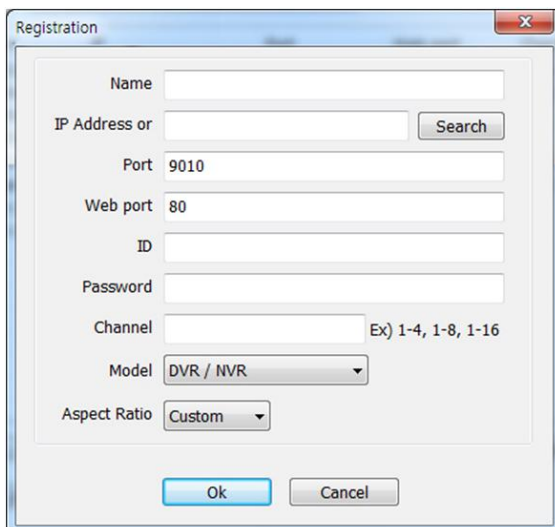 Registration
Name
IP Address or
Search
Port 9010
Web port 80
ID
Password
Channel Ex) 1-4, 1-8, 1-16
Model DVR / NVR
Aspect Ratio Custom
Ok Cancel